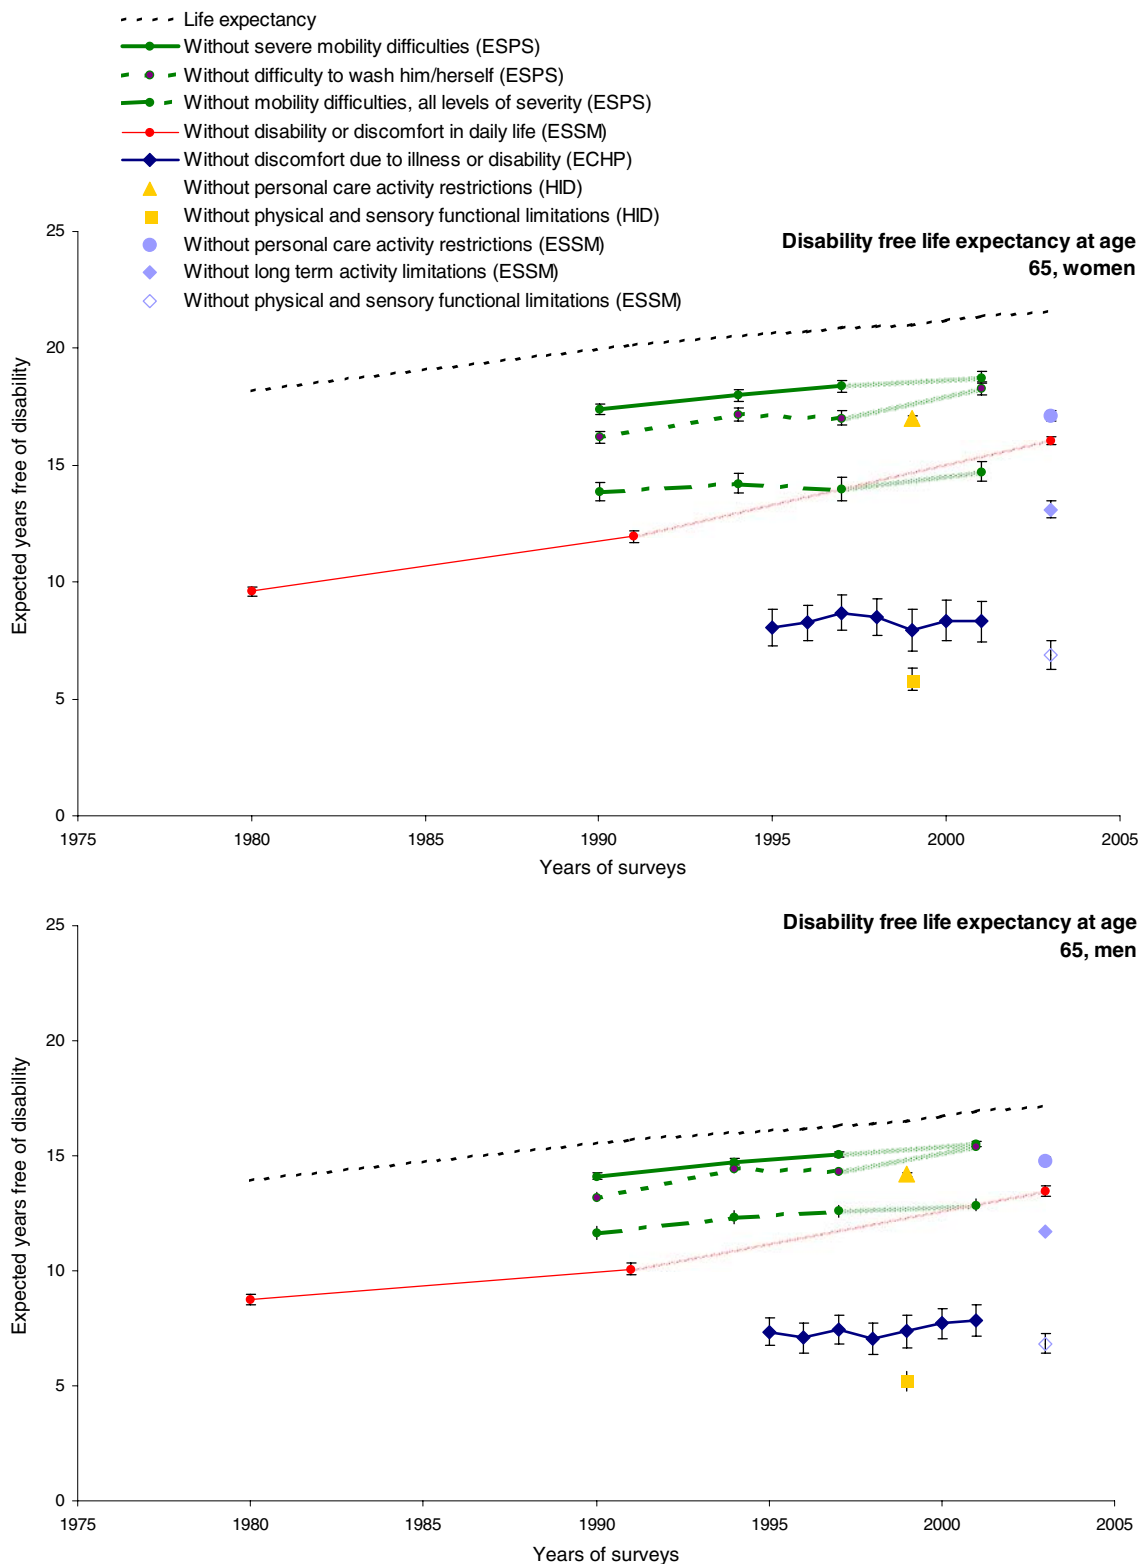 Life expectancy
Without severe mobility difficulties (ESPS)
Without difficulty to wash him/herself (ESPS)
Without mobility difficulties, all levels of severity (ESPS)
Without disability or discomfort in daily life (ESSM)
Without discomfort due to illness or disability (ECHP)
Without personal care activity restrictions (HID)
Without physical and sensory functional limitations (HID)
Without personal care activity restrictions (ESSM)
Without long term activity limitations (ESSM)
Without physical and sensory functional limitations (ESSM)
Disability free life expectancy at age
65, women
Expected years free of disability
25
20
15
10
5
0
1975 1980 1985 1990 1995 2000 2005
Years of surveys
Disability free life expectancy at age
65, men
Expected years free of disability
25
20
15
10
5
0
1975 1980 1985 1990 1995 2000 2005
Years of surveys